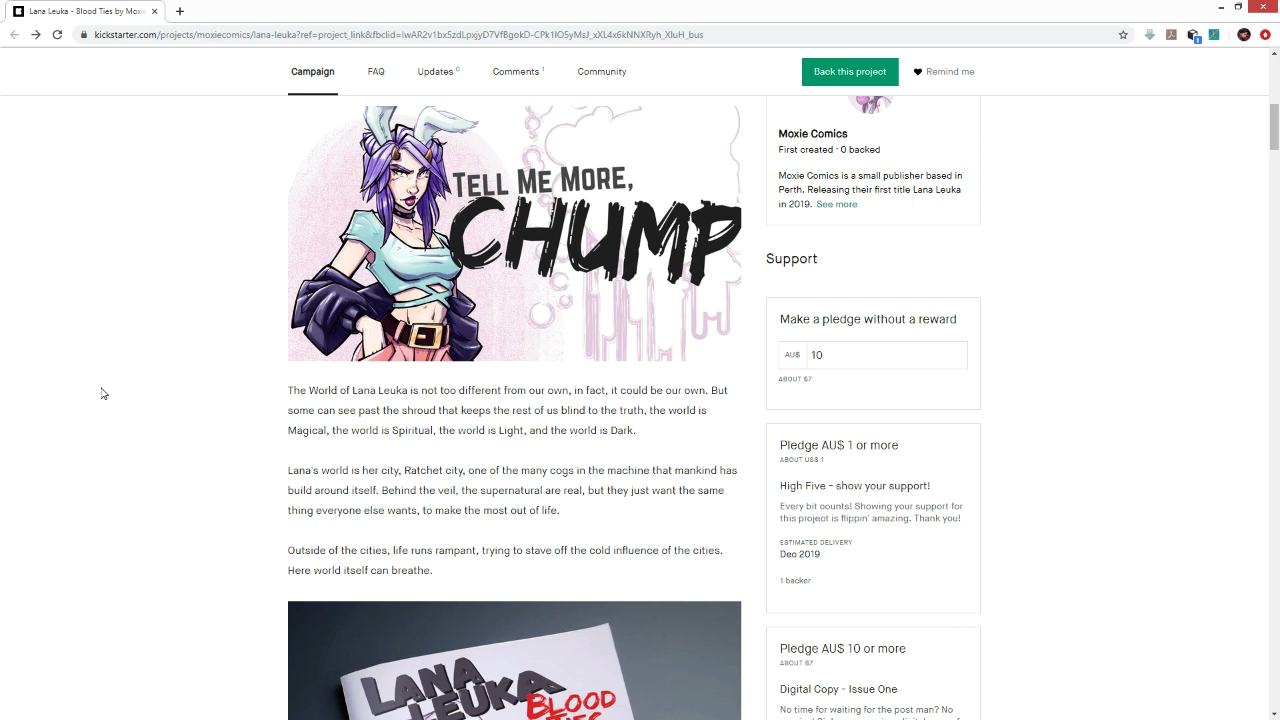 Lana Leuka - Blood Ties by Moxi
kickstarter.com/projects/moxiecomics/lana-leuka?ref=project_link&fbclid=IwAR2v1bx5zdLpxjyD7VfBgokD-CPk1IO5yMsJ_xXL4x6kNNXRyh_XluH_bus
Campaign
FAQ
Updates 0
Comments 1
Community
Back this project
Remind me
TELL ME MORE,
CHUMP
The World of Lana Leuka is not too different from our own, in fact, it could be our own. But
some can see past the shroud that keeps the rest of us blind to the truth, the world is
Magical, the world is Spiritual, the world is Light, and the world is Dark.
Lana's world is her city, Ratchet city, one of the many cogs in the machine that mankind has
build around itself. Behind the veil, the supernatural are real, but they just want the same
thing everyone else wants, to make the most out of life.
Outside of the cities, life runs rampant, trying to stave off the cold influence of the cities.
Here world itself can breathe.
LANA
LEUKA
BLOOD
TIES
Moxie Comics
First created · 0 backed
Moxie Comics is a small publisher based in
Perth. Releasing their first title Lana Leuka
in 2019. See more
Support
Make a pledge without a reward
AU$ 10
ABOUT $7
Pledge AU$ 1 or more
ABOUT US$ 1
High Five - show your support!
Every bit counts! Showing your support for
this project is flippin' amazing. Thank you!
ESTIMATED DELIVERY
Dec 2019
1 backer
Pledge AU$ 10 or more
ABOUT $7
Digital Copy - Issue One
No time for waiting for the post man? No